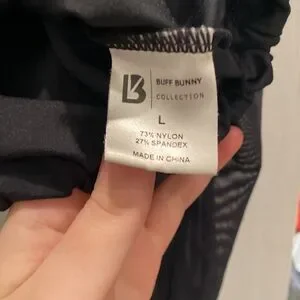 BUFF BUNNY
COLLECTION
L
73% NYLON
27% SPANDEX
MADE IN CHINA